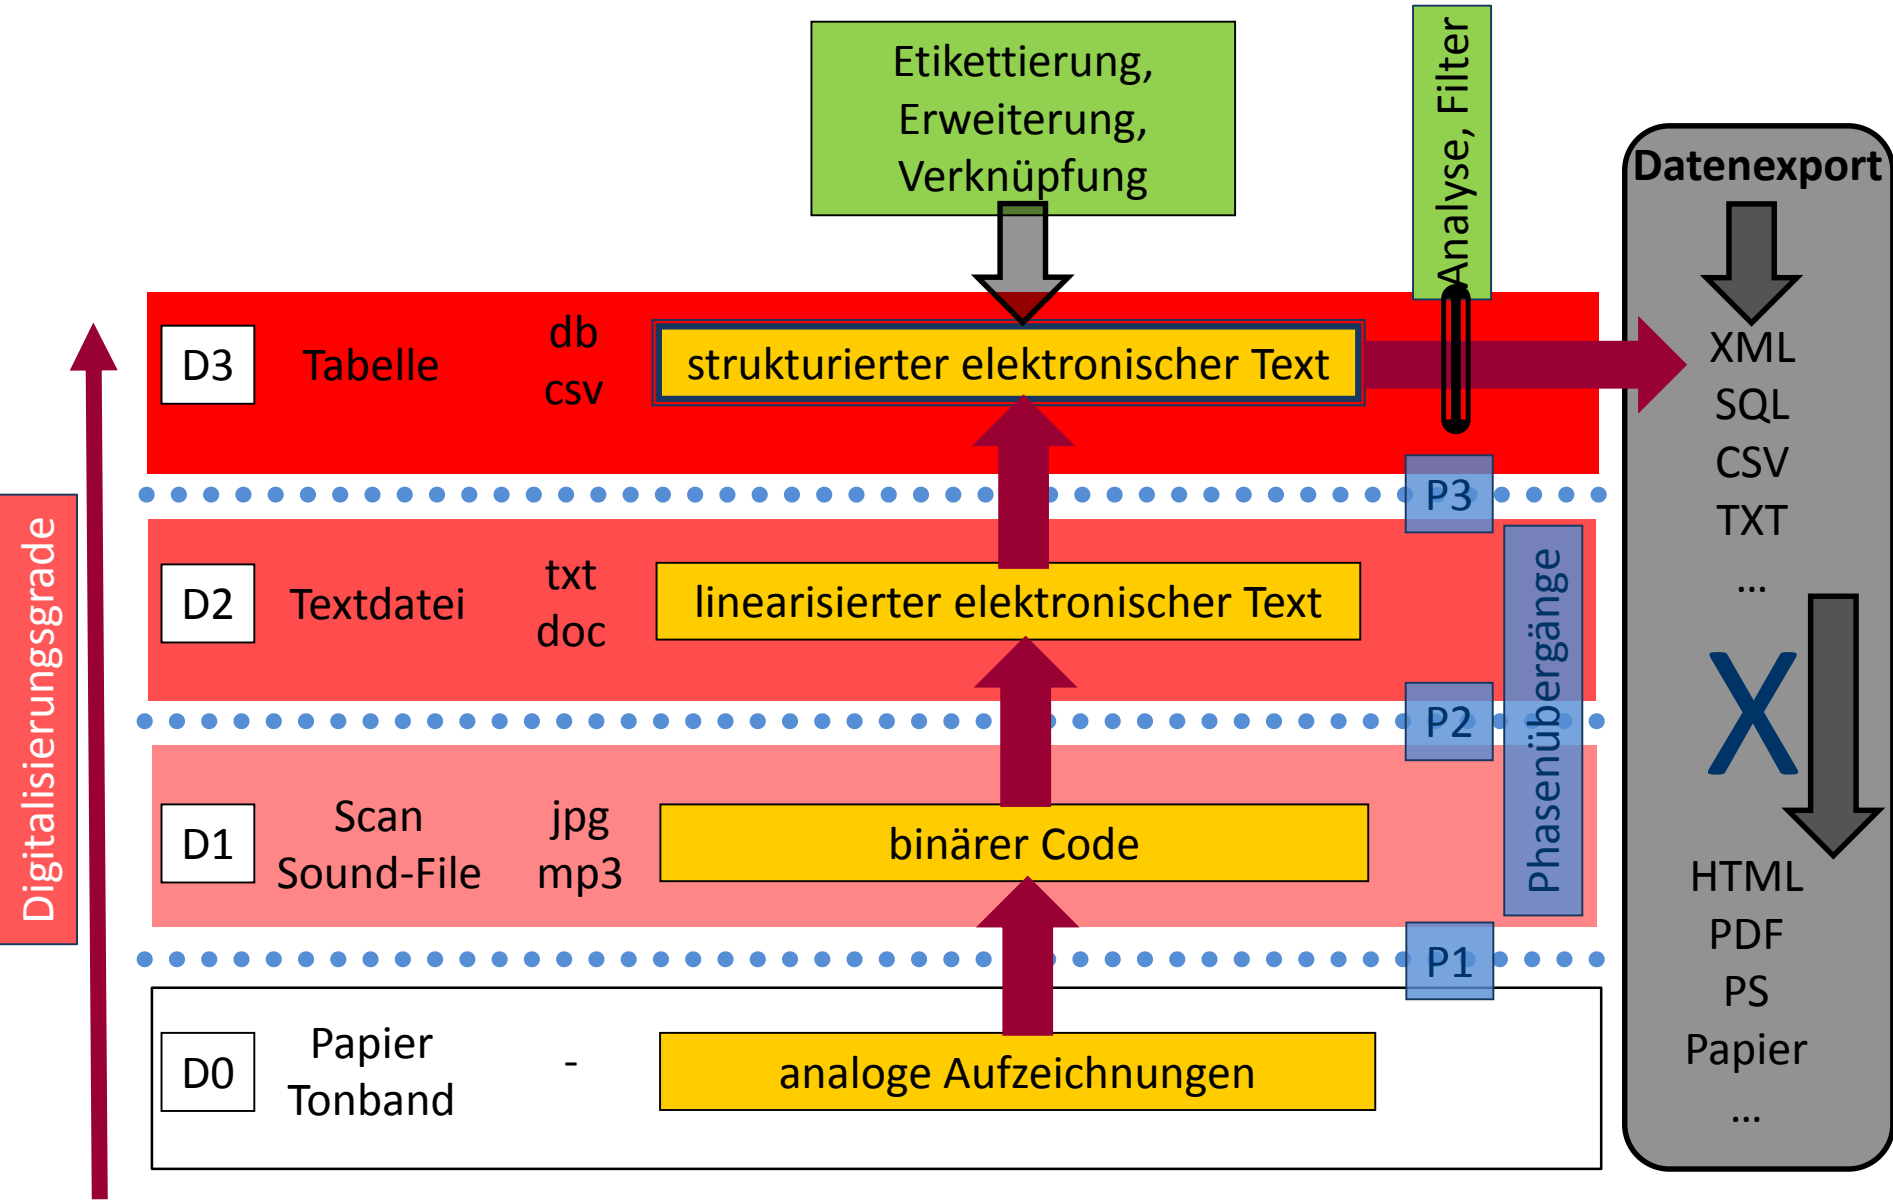 Etikettierung,
Erweiterung,
Verknüpfung
Analyse, Filter
Datenexport
D3
Tabelle
db
csv
strukturierter elektronischer Text
XML
SQL
CSV
TXT
...
P3
Digitalisierungsgrade
D2
Textdatei
txt
doc
linearisierter elektronischer Text
Phasenübergänge
X
P2
D1
Scan
Sound-File
jpg
mp3
binärer Code
HTML
PDF
PS
Papier
...
P1
D0
Papier
Tonband
-
analoge Aufzeichnungen